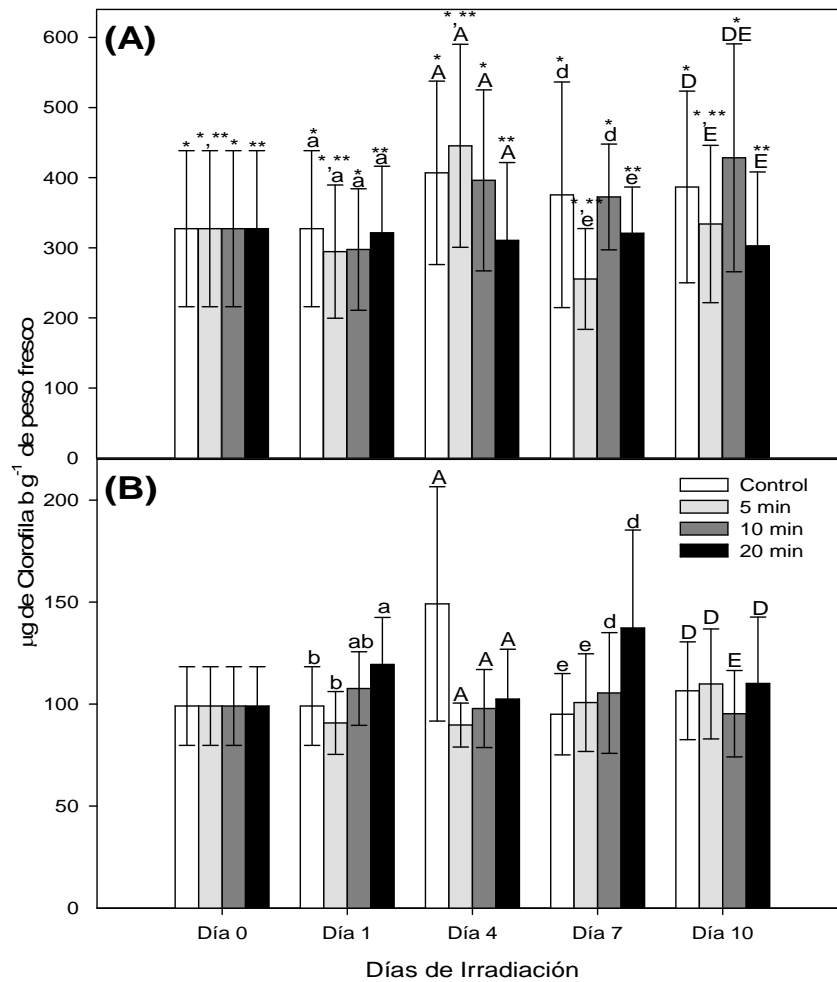 (A)
600
500
400
300
200
100
0
* *,** * **
* *,** * **
a a a a
* *,** * **
A A A A
* *,** * **
d e d e
* *,** * **
D E DE E
(B)
200
150
100
50
0
Control
5 min
10 min
20 min
b b ab a
A A A A
e e d d
D D E D
µg de Clorofila b g-1 de peso fresco
Día 0 Día 1 Día 4 Día 7 Día 10
Días de Irradiación